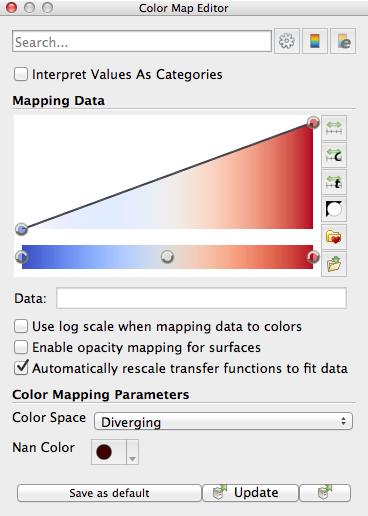 Color Map Editor
Search...
e
Interpret Values As Categories
Mapping Data
c
t
Data:
Use log scale when mapping data to colors
Enable opacity mapping for surfaces
Automatically rescale transfer functions to fit data
Color Mapping Parameters
Color Space Diverging
Nan Color
Save as default Update